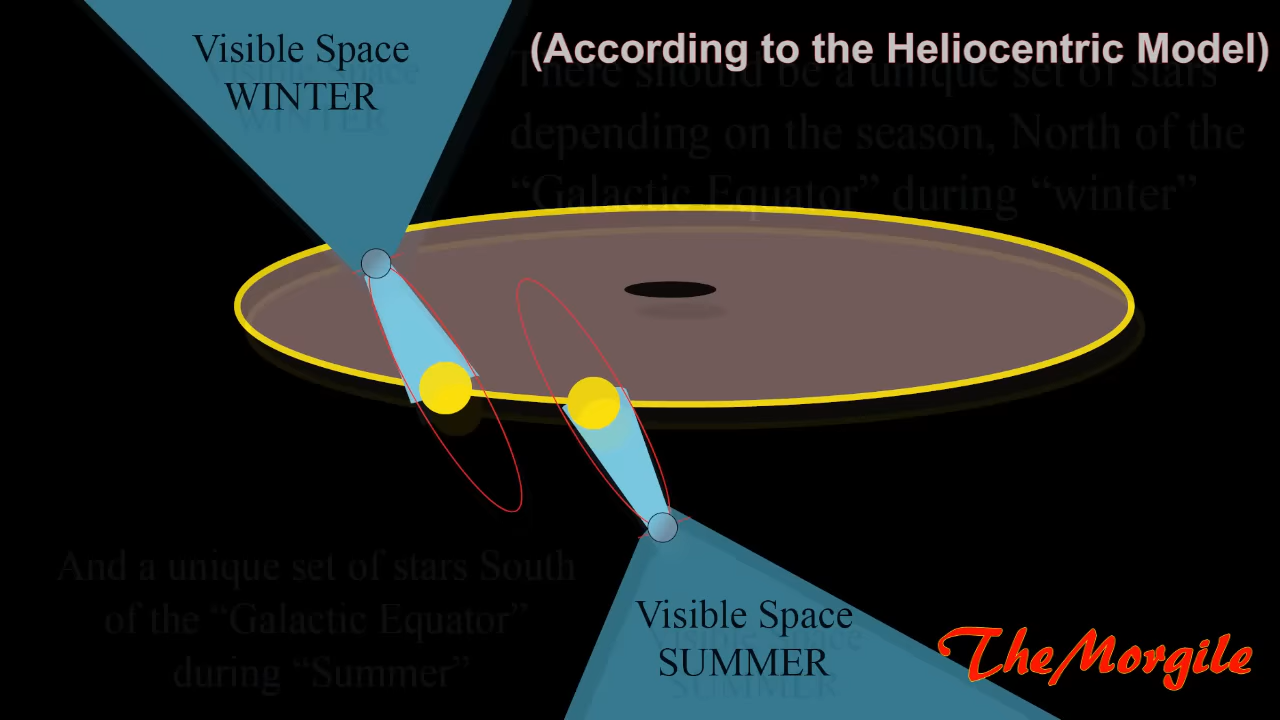 (According to the Heliocentric Model)
Visible Space
WINTER
There should be a unique set of stars
depending on the season, North of the
“Galactic Equator” during “winter”
And a unique set of stars South
of the “Galactic Equator”
during “Summer”
Visible Space
SUMMER
TheMorgile